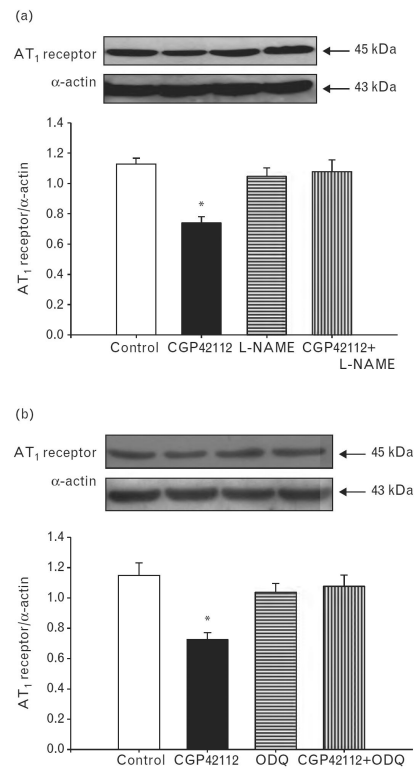 (a)
AT1 receptor
45 kDa
α-actin
43 kDa
1.4
1.2
1.0
0.8
0.6
0.4
0.2
0.0
AT1 receptor/α-actin
*
Control CGP42112 L-NAME CGP42112+
L-NAME
(b)
AT1 receptor
45 kDa
α-actin
43 kDa
1.4
1.2
1.0
0.8
0.6
0.4
0.2
0.0
AT1 receptor/α-actin
*
Control CGP42112 ODQ CGP42112+ODQ